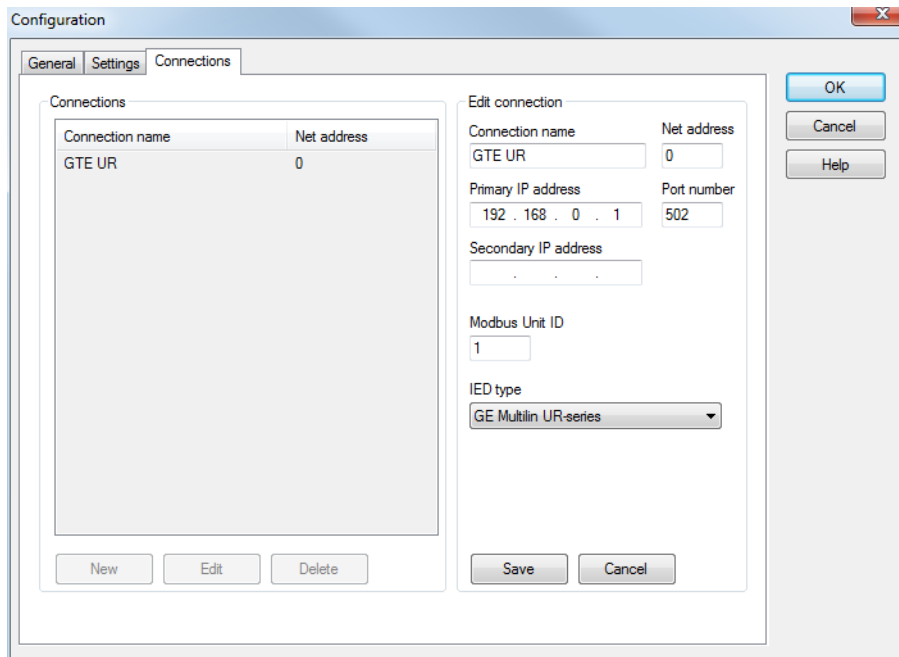 Configuration
General Settings Connections
Connections
Connection name Net address
GTE UR 0
New Edit Delete
Edit connection
Connection name Net address
GTE UR 0
Primary IP address Port number
192 . 168 . 0 . 1 502
Secondary IP address
. . .
Modbus Unit ID
1
IED type
GE Multilin UR-series
Save Cancel
OK
Cancel
Help